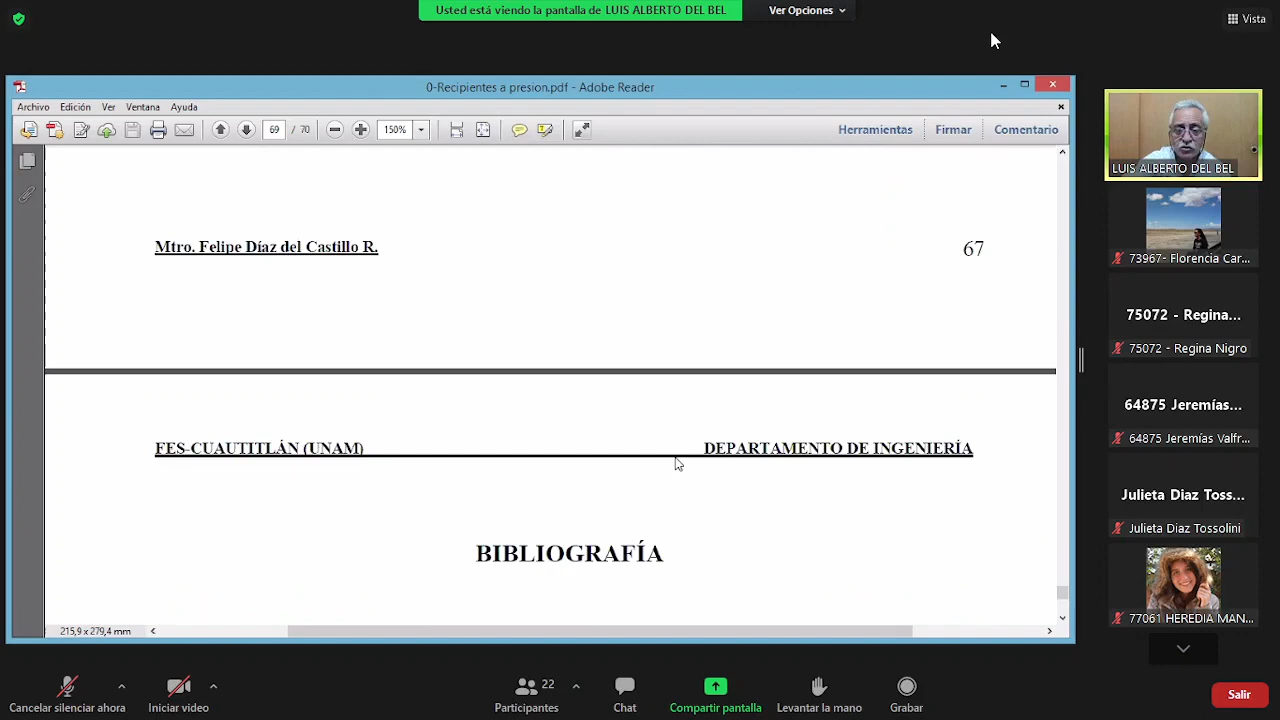 Usted está viendo la pantalla de LUIS ALBERTO DEL BEL
Ver Opciones
Vista
0-Recipientes a presion.pdf - Adobe Reader
Archivo Edición Ver Ventana Ayuda
69 / 70 150% Herramientas Firmar Comentario
Mtro. Felipe Díaz del Castillo R. 67
FES-CUAUTITLÁN (UNAM) DEPARTAMENTO DE INGENIERÍA
BIBLIOGRAFÍA
215,9 x 279,4 mm
LUIS ALBERTO DEL BEL
73967- Florencia Car...
75072 - Regina...
75072 - Regina Nigro
64875 Jeremías...
64875 Jeremías Valfr...
Julieta Diaz Toss...
Julieta Diaz Tossolini
77061 HEREDIA MAN...
Cancelar silenciar ahora
Iniciar video
22
Participantes
Chat
Compartir pantalla
Levantar la mano
Grabar
Salir